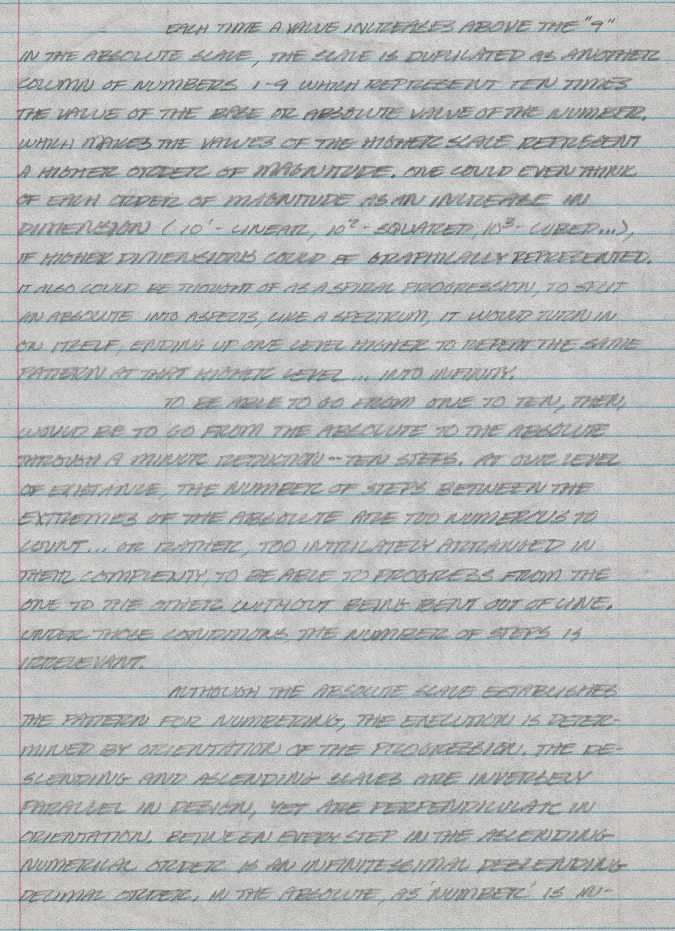 EACH TIME A VALUE INCREASES ABOVE THE "9"
IN THE ABSOLUTE SCALE, THE SCALE IS DUPLICATED AS ANOTHER
COLUMN OF NUMBERS 1-9 WHICH REPRESENT TEN TIMES
THE VALUE OF THE BASE OR ABSOLUTE VALUE OF THE NUMBER.
WHICH MAKES THE VALUES OF THE HIGHER SCALE REPRESENT
A HIGHER ORDER OF MAGNITUDE. ONE COULD EVEN THINK
OF EACH ORDER OF MAGNITUDE AS AN INCREASE IN
DIMENSION (10¹-LINEAR, 10²-SQUARED, 10³-CUBED...),
IF HIGHER DIMENSIONS COULD BE GRAPHICALLY REPRESENTED.
IT ALSO COULD BE THOUGHT OF AS A SPIRAL PROGRESSION, TO SPLIT
AN ABSOLUTE INTO ASPECTS, LIKE A SPECTRUM, IT WOULD TURN IN
ON ITSELF, ENDING UP ONE LEVEL HIGHER TO REPEAT THE SAME
PATTERN AT THAT HIGHER LEVEL... INTO INFINITY.
TO BE ABLE TO GO FROM ONE TO TEN, THEN,
WOULD BE TO GO FROM THE ABSOLUTE TO THE ABSOLUTE
THROUGH A MINOR REDUCTION - TEN STEPS. AT OUR LEVEL
OF EXISTANCE, THE NUMBER OF STEPS BETWEEN THE
EXTREMES OF THE ABSOLUTE ARE TOO NUMEROUS TO
COUNT... OR RATHER, TOO INTRICATELY ARRANGED IN
THEIR COMPLEXITY, TO BE ABLE TO PROGRESS FROM THE
ONE TO THE OTHER WITHOUT BEING BENT OUT OF LINE.
UNDER THOSE CONDITIONS, THE NUMBER OF STEPS IS
IRRELEVANT.
ALTHOUGH THE ABSOLUTE SCALE ESTABLISHES
THE PATTERN FOR NUMBERING, THE EXECUTION IS DETER-
MINED BY ORIENTATION OF THE PROGRESSION. THE DE-
SCENDING AND ASCENDING SCALES ARE INVERSELY
PARALLEL IN DESIGN, YET ARE PERPENDICULAR IN
ORIENTATION. BETWEEN EVERY STEP IN THE ASCENDING
NUMERICAL ORDER IS AN INFINITESSIMAL DESCENDING
DECIMAL ORDER. IN THE ABSOLUTE, AS 'NUMBER' IS NU-